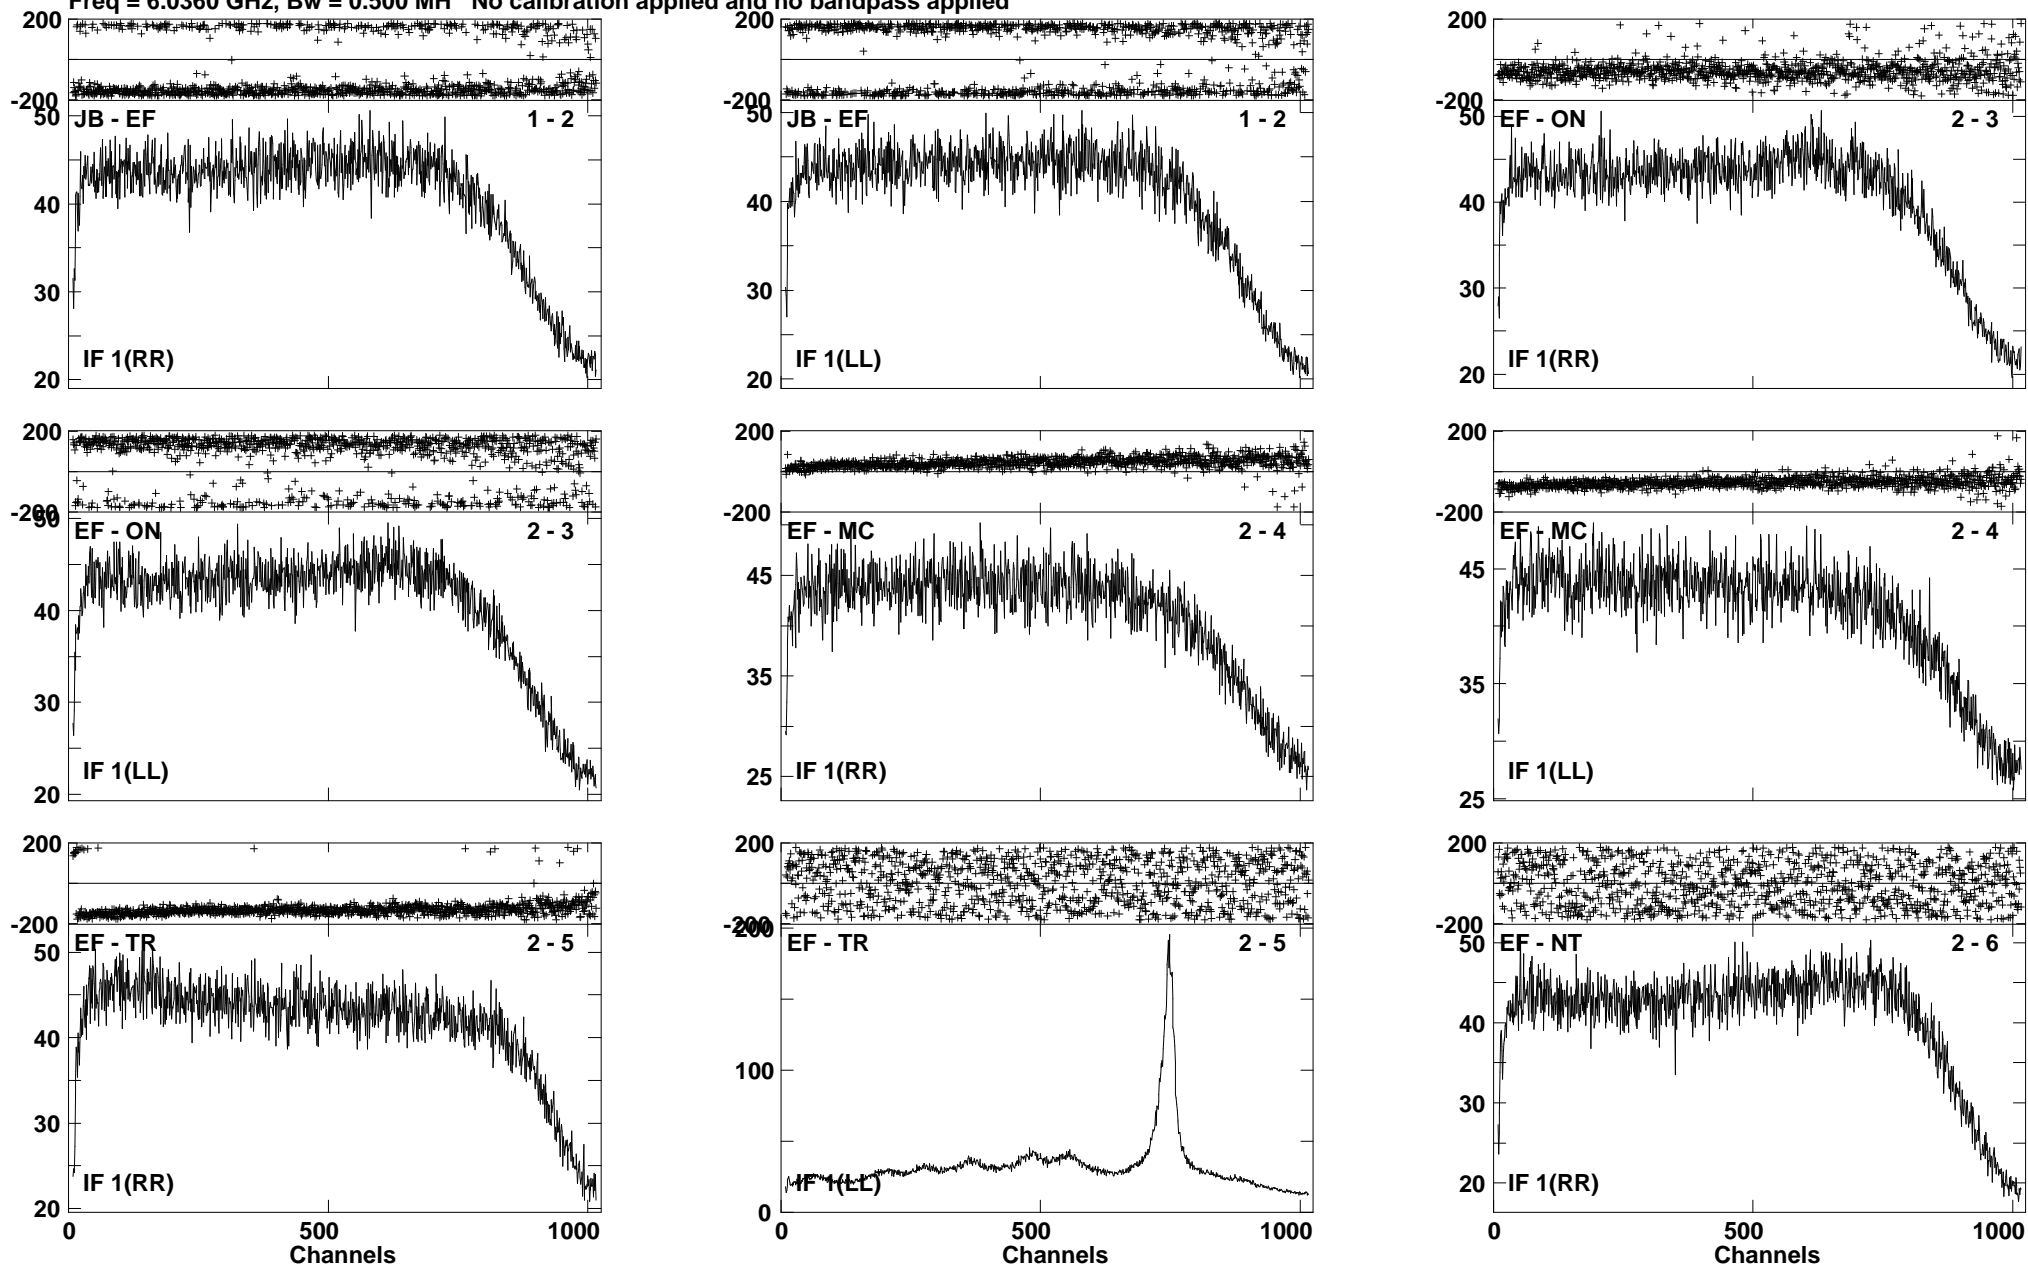 Freq = 6.0360 GHz, Bw = 0.500 MH No calibration applied and no bandpass applied
200
-200
JB - EF 1 - 2
50
40
30
20
IF 1(RR)
200
-200
JB - EF 1 - 2
50
40
30
20
IF 1(LL)
200
-200
EF - ON 2 - 3
50
40
30
20
IF 1(RR)
200
-200
EF - ON 2 - 3
50
40
30
20
IF 1(LL)
200
-200
EF - MC 2 - 4
45
35
25
IF 1(RR)
200
-200
EF - MC 2 - 4
45
35
25
IF 1(LL)
200
-200
EF - TR 2 - 5
50
40
30
20
IF 1(RR)
0 500 1000
Channels
200
-200
EF - TR 2 - 5
200
100
0
IF 1(LL)
0 500 1000
Channels
200
-200
EF - NT 2 - 6
50
40
30
20
IF 1(RR)
0 500 1000
Channels